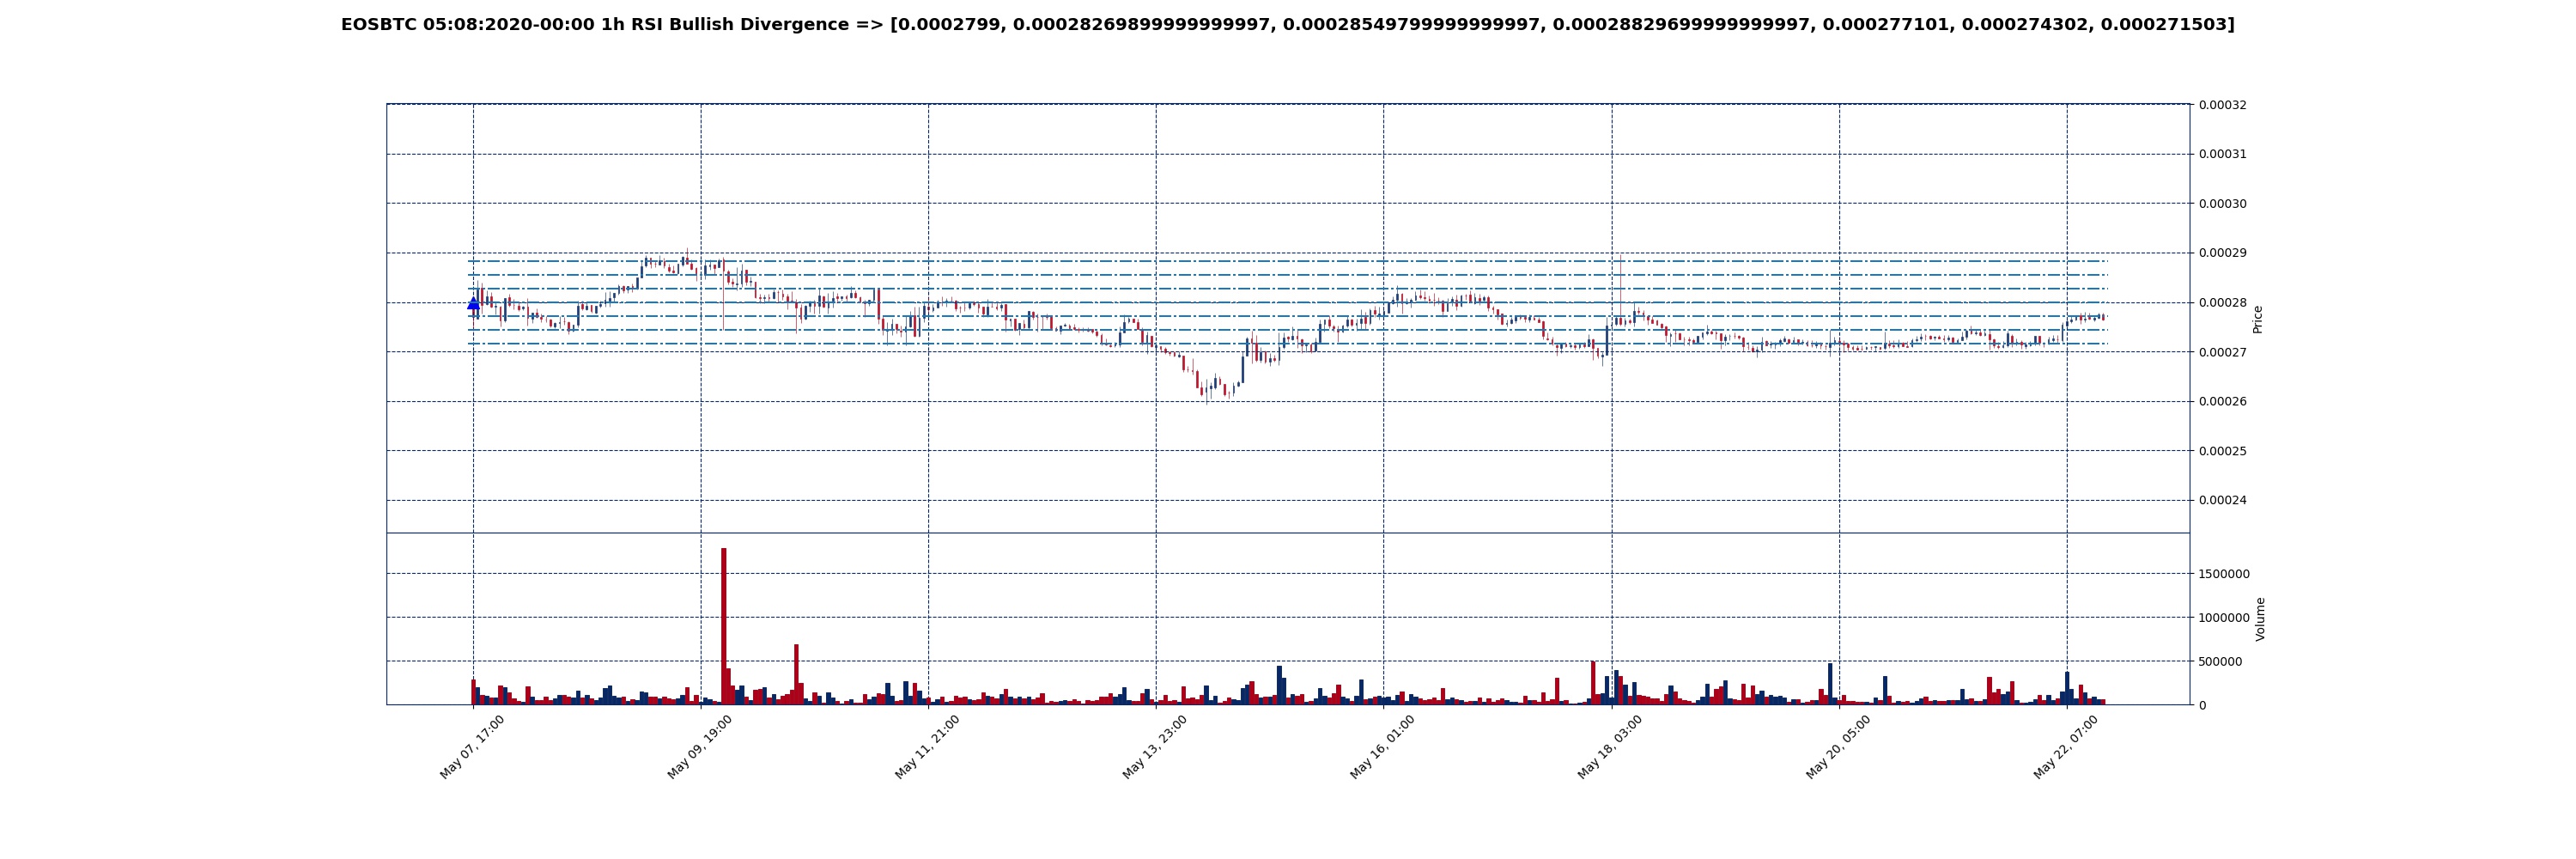 EOSBTC 05:08:2020-00:00 1h RSI Bullish Divergence => [0.0002799, 0.00028269899999999997, 0.00028549799999999997, 0.00028829699999999997, 0.000277101, 0.000274302, 0.000271503]
0.00032
0.00031
0.00030
0.00029
0.00028
0.00027
0.00026
0.00025
0.00024
Price
1500000
1000000
500000
0
Volume
May 07, 17:00
May 09, 19:00
May 11, 21:00
May 13, 23:00
May 16, 01:00
May 18, 03:00
May 20, 05:00
May 22, 07:00